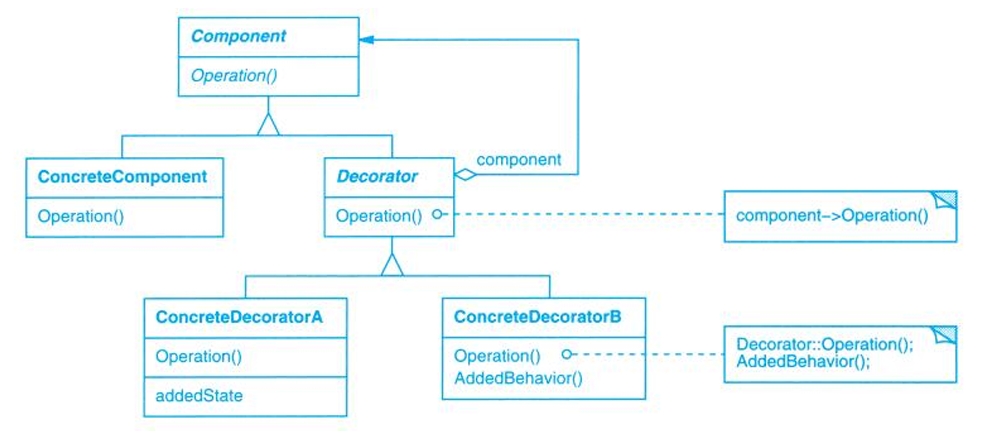 Component
Operation()
component
ConcreteComponent
Operation()
Decorator
Operation()
component->Operation()
ConcreteDecoratorA
Operation()
addedState
ConcreteDecoratorB
Operation()
AddedBehavior()
Decorator::Operation();
AddedBehavior();